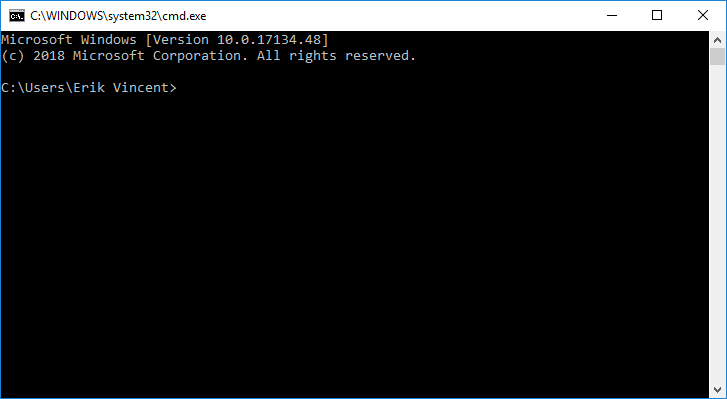 C:\WINDOWS\system32\cmd.exe
Microsoft Windows [Version 10.0.17134.48]
(c) 2018 Microsoft Corporation. All rights reserved.
C:\Users\Erik Vincent>